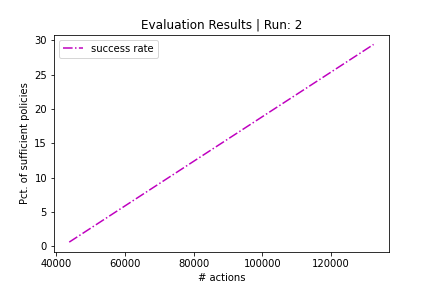 Evaluation Results | Run: 2
success rate
Pct. of sufficient policies
30
25
20
15
10
5
0
40000 60000 80000 100000 120000
# actions